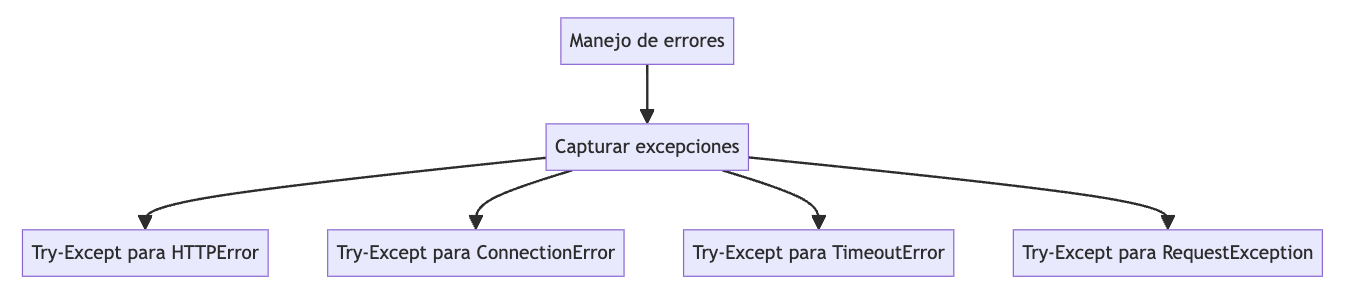 Manejo de errores
Capturar excepciones
Try-Except para HTTPError
Try-Except para ConnectionError
Try-Except para TimeoutError
Try-Except para RequestException